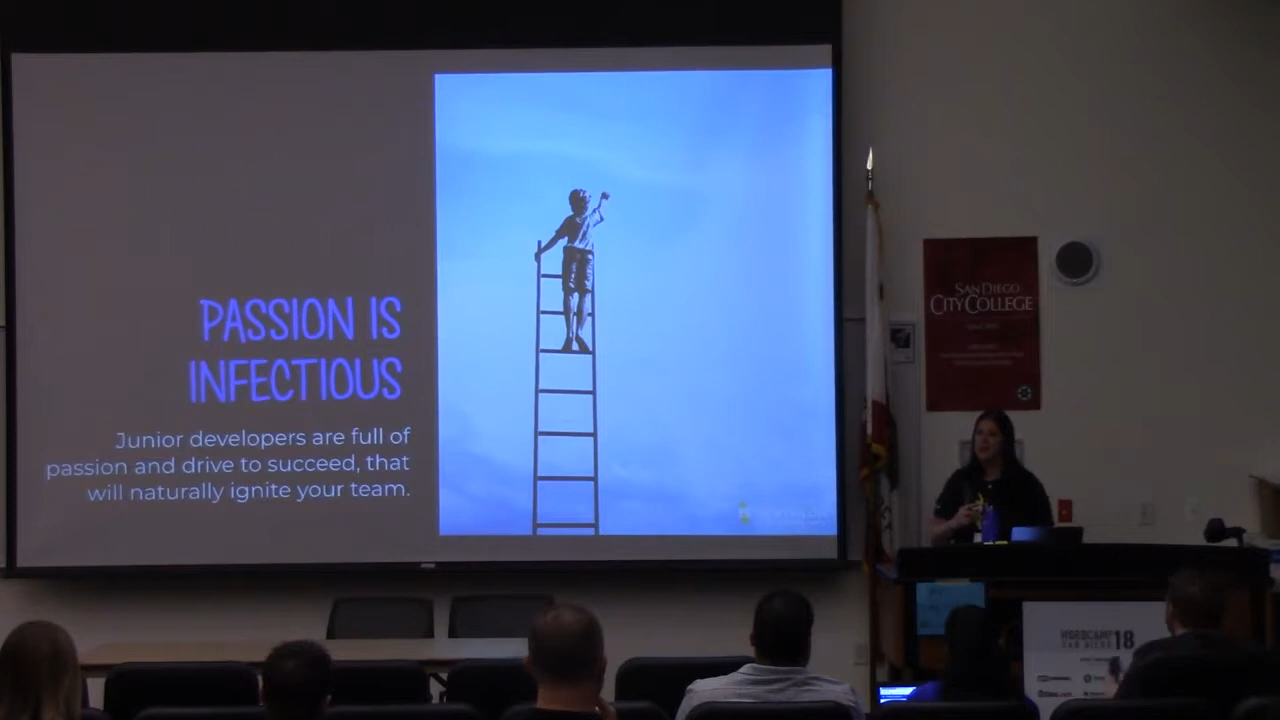 PASSION IS
INFECTIOUS
Junior developers are full of
passion and drive to succeed, that
will naturally ignite your team.
SAN DIEGO
CITY COLLEGE
WORDCAMP 18
SAN DIEGO